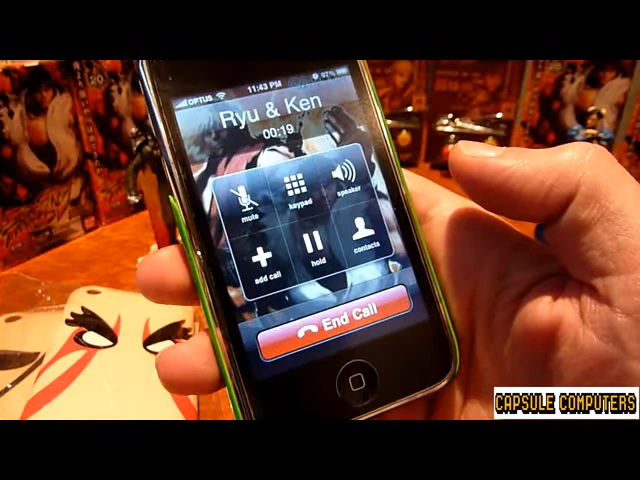 OPTUS 11:43 PM 97%
Ryu & Ken
00:19
mute keypad speaker
add call hold contacts
End Call
CAPSULE COMPUTERS